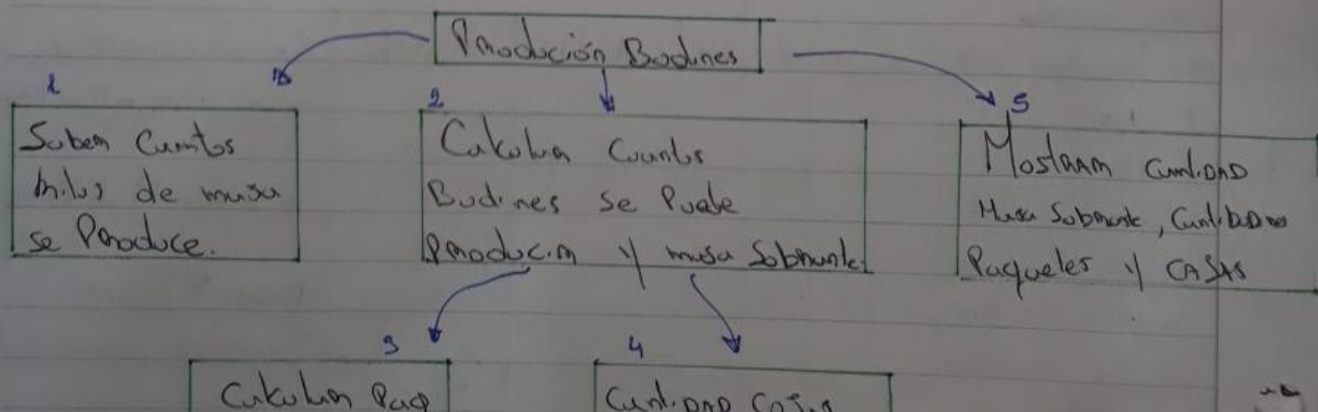 Producción Budines
1
Saber Cuantos
kilos de masa
se Produce.
2
Calcular Cuantos
Budines se Puede
Producir y masa Sobrante
5
Mostrar Cantidad
Masa Sobrante, Cantidad
Paquetes y CAJAS
3
Calcular Paq
4
Cantidad Cajas